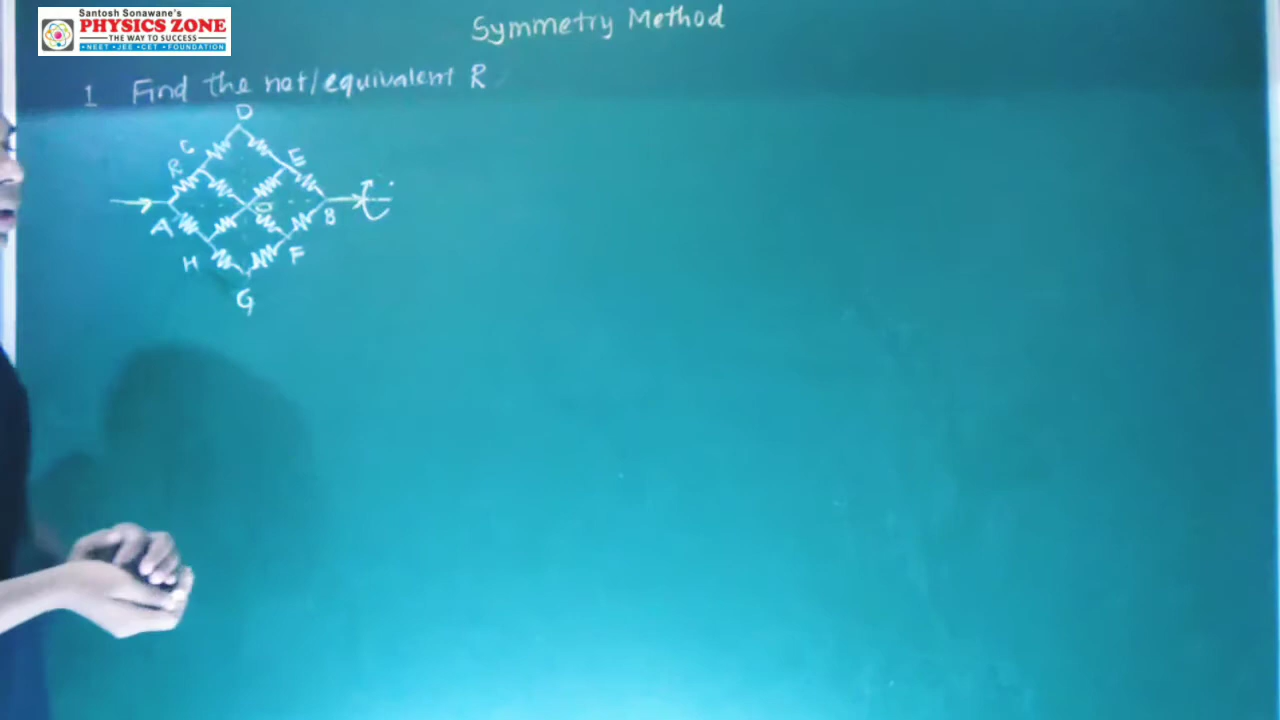 Santosh Sonawane's
PHYSICS ZONE
THE WAY TO SUCCESS
• NEET • JEE • CET • FOUNDATION
Symmetry Method
1 Find the net/equivalent R
D
C
E
R
O
A
B
H
F
G